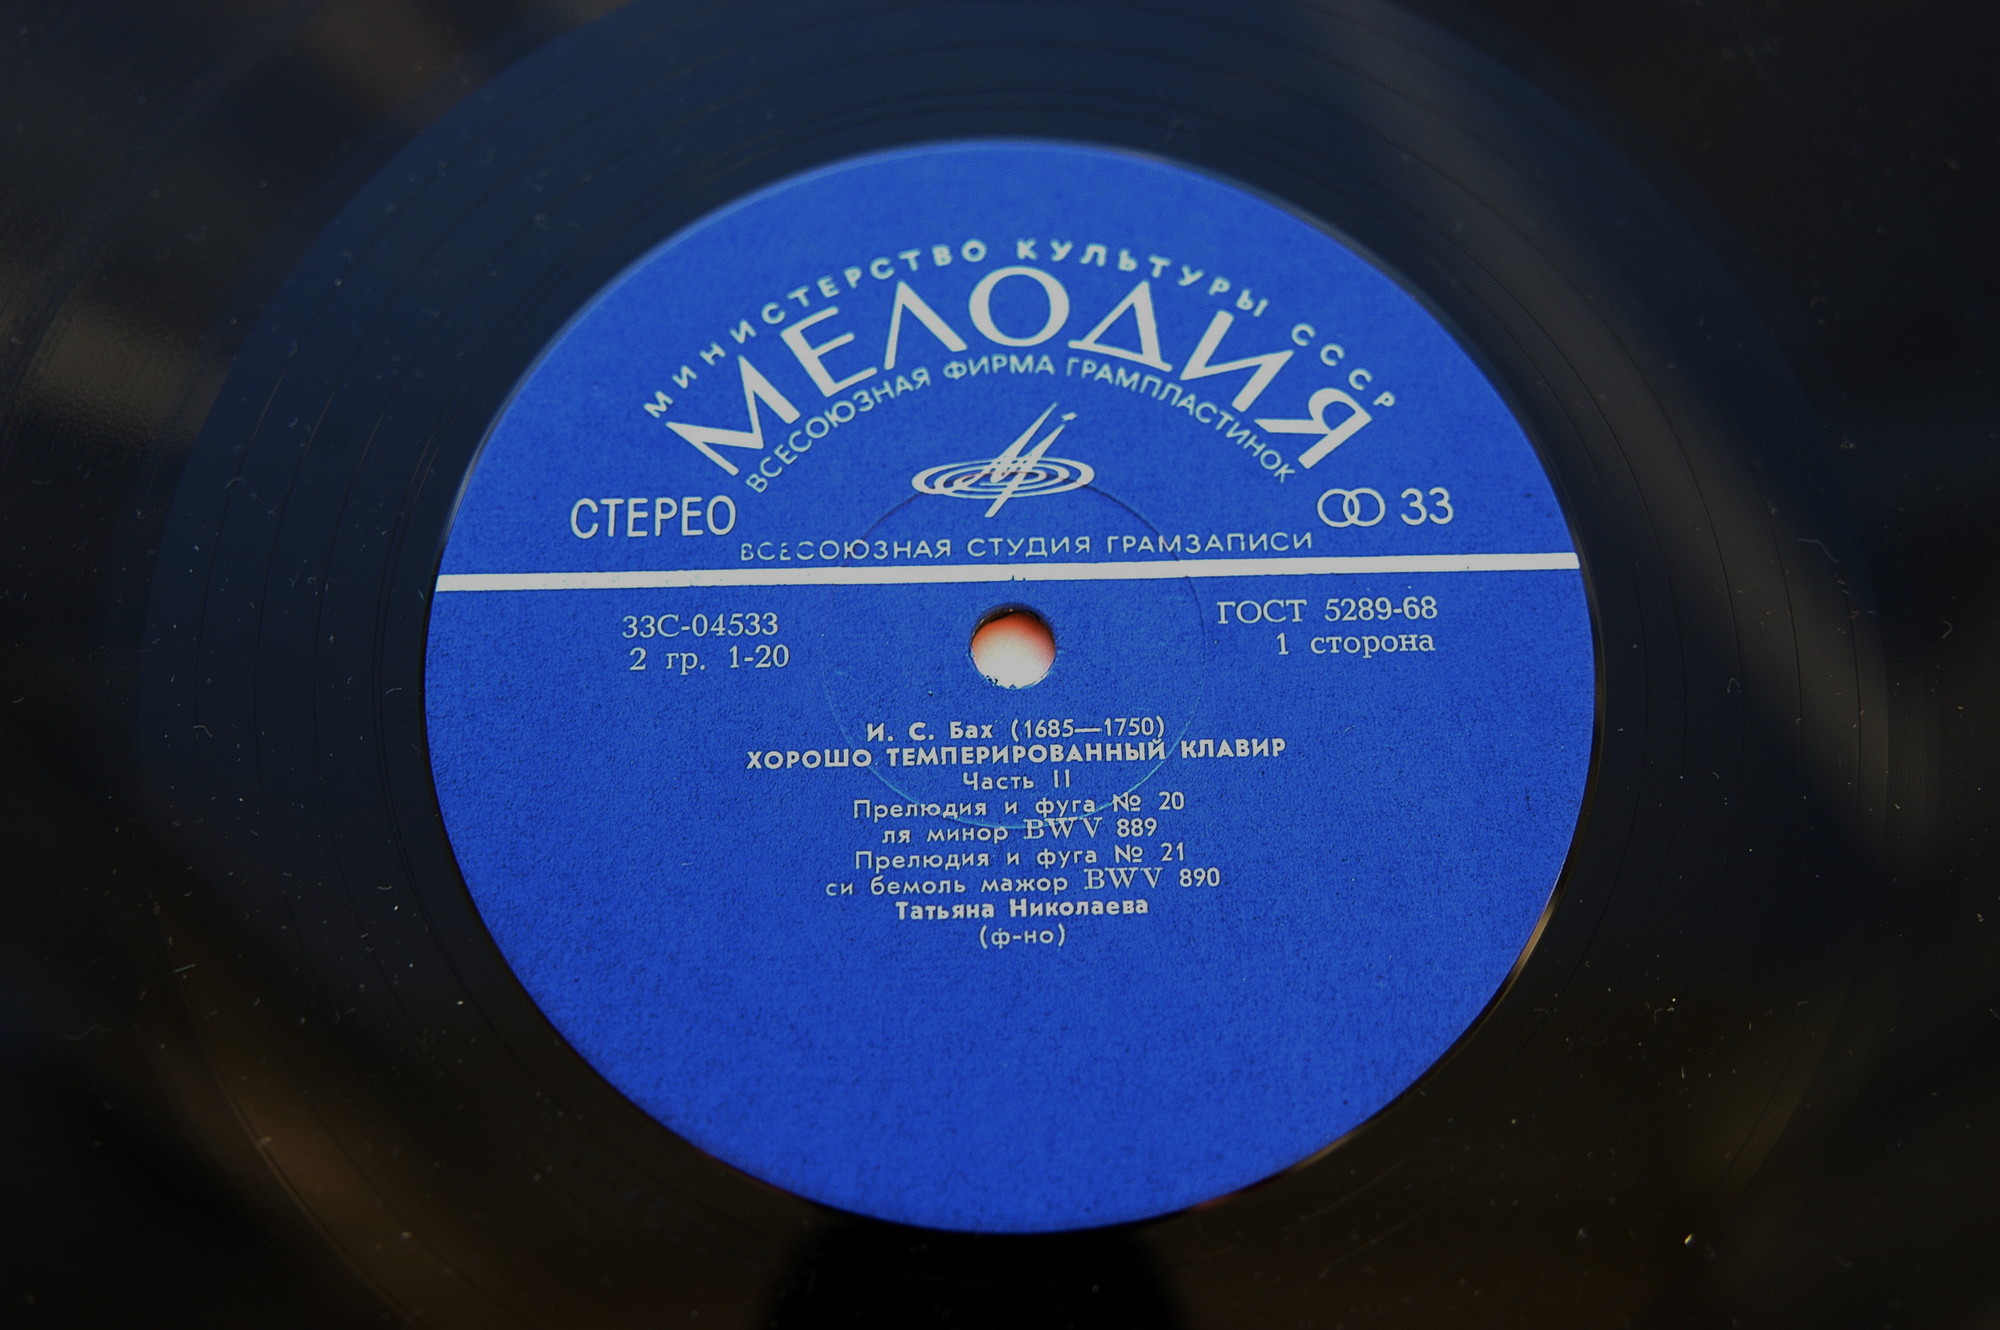 МИНИСТЕРСТВО КУЛЬТУРЫ СССР
МЕЛОДИЯ
ВСЕСОЮЗНАЯ ФИРМА ГРАМПЛАСТИНОК
СТЕРЕО
33
ВСЕСОЮЗНАЯ СТУДИЯ ГРАМЗАПИСИ
33С-04533
ГОСТ 5289-68
2 гр. 1-20
1 сторона
И. С. Бах (1685—1750)
ХОРОШО ТЕМПЕРИРОВАННЫЙ КЛАВИР
Часть II
Прелюдия и фуга № 20
ля минор BWV 889
Прелюдия и фуга № 21
си бемоль мажор BWV 890
Татьяна Николаева
(ф-но)